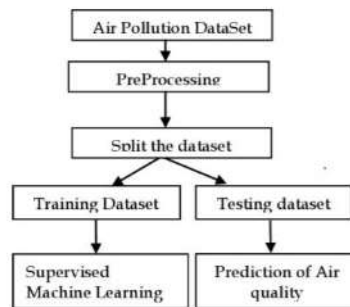 Air Pollution DataSet
PreProcessing
Split the dataset
Training Dataset
Testing dataset
Supervised
Machine Learning
Prediction of Air
quality